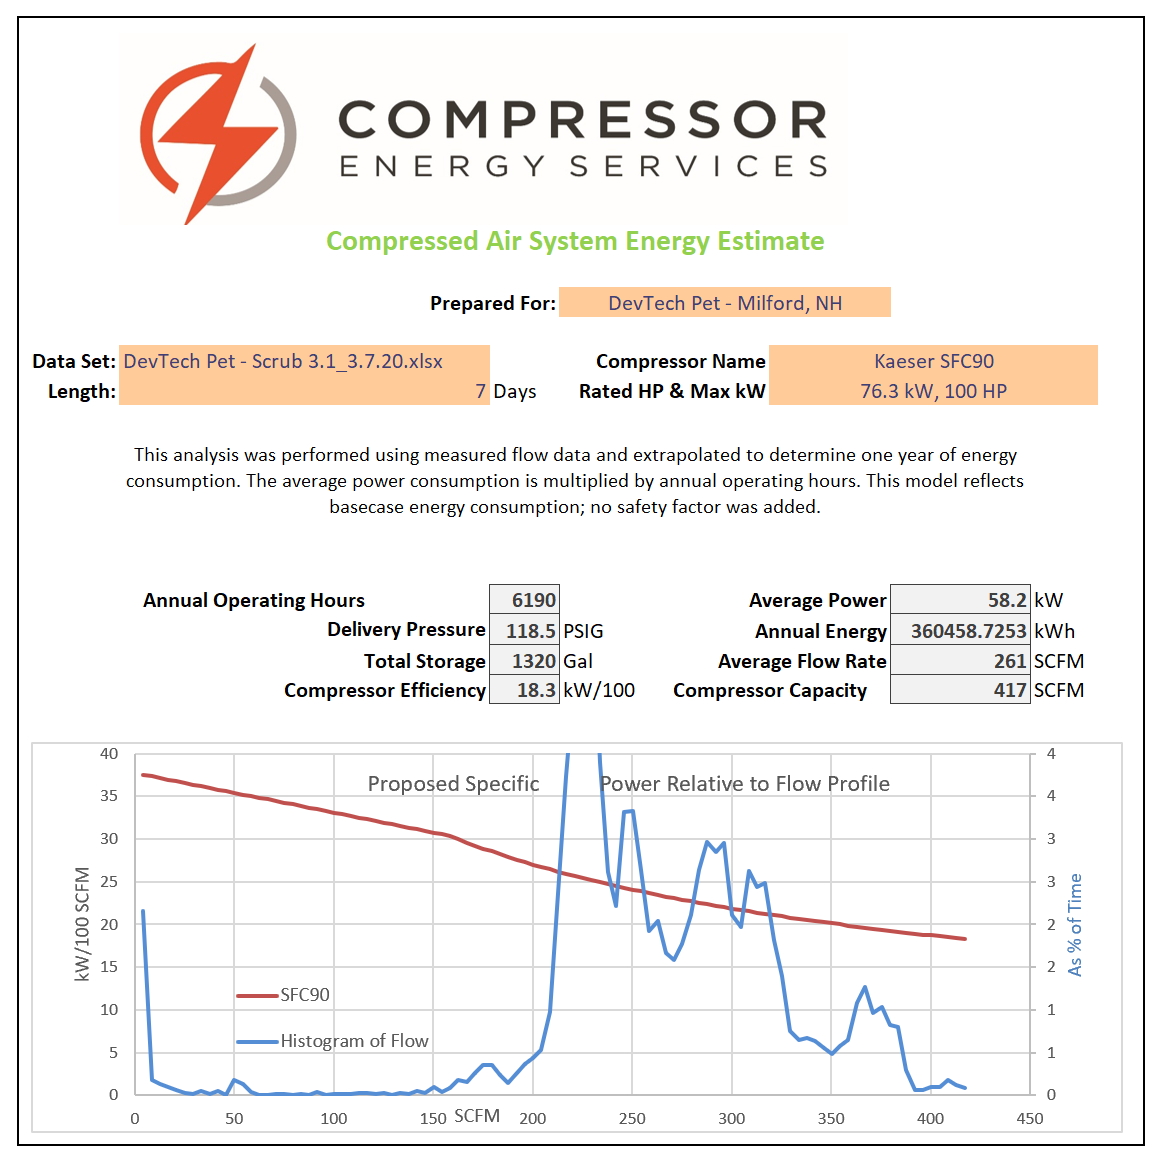 COMPRESSOR
ENERGY SERVICES
Compressed Air System Energy Estimate
Prepared For: DevTech Pet - Milford, NH
Data Set: DevTech Pet - Scrub 3.1_3.7.20.xlsx
Compressor Name Kaeser SFC90
Length: 7 Days
Rated HP & Max kW 76.3 kW, 100 HP
This analysis was performed using measured flow data and extrapolated to determine one year of energy
consumption. The average power consumption is multiplied by annual operating hours. This model reflects
basecase energy consumption; no safety factor was added.
Annual Operating Hours 6190
Average Power 58.2 kW
Delivery Pressure 118.5 PSIG
Annual Energy 360458.7253 kWh
Total Storage 1320 Gal
Average Flow Rate 261 SCFM
Compressor Efficiency 18.3 kW/100
Compressor Capacity 417 SCFM
Proposed Specific Power Relative to Flow Profile
kW/100 SCFM
40
35
30
25
20
15
10
5
0
SFC90
Histogram of Flow
4
4
3
3
2
2
1
1
0
As % of Time
0 50 100 150 200 250 300 350 400 450
SCFM